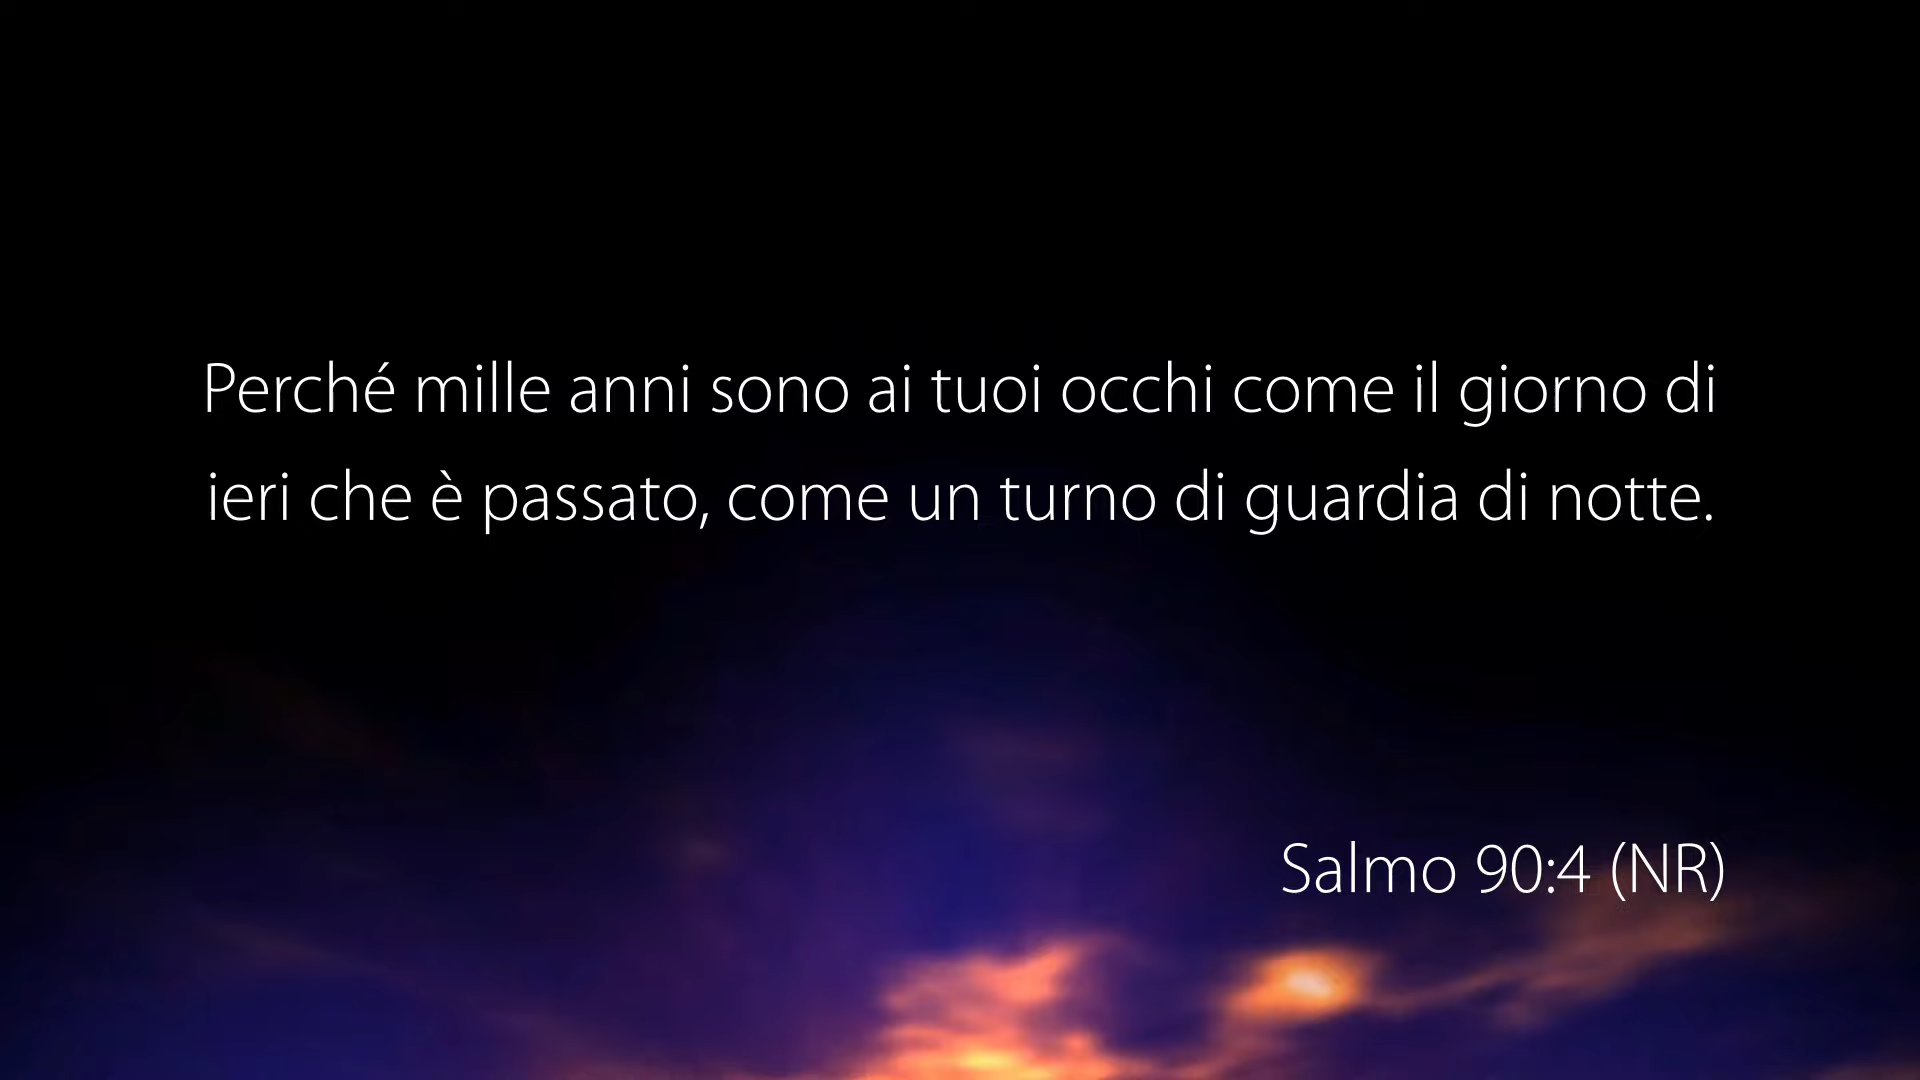 Perché mille anni sono ai tuoi occhi come il giorno di
ieri che è passato, come un turno di guardia di notte.
Salmo 90:4 (NR)